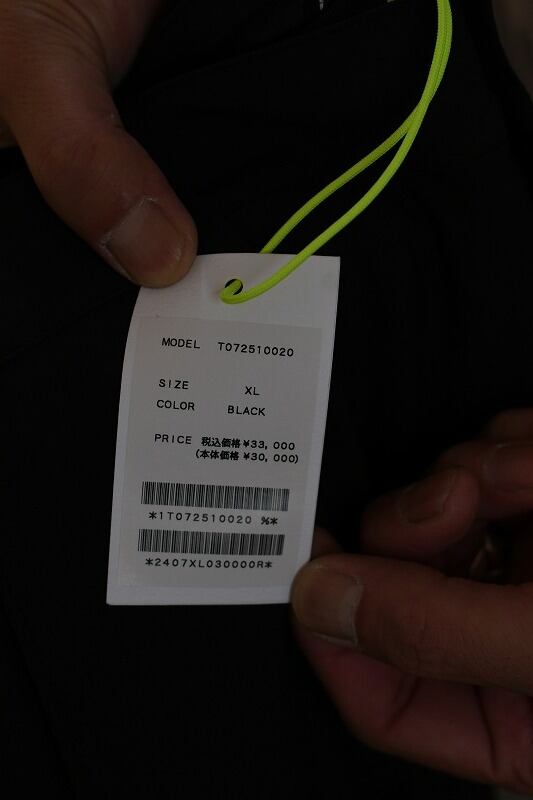 MODEL T072510020
SIZE XL
COLOR BLACK
PRICE 税込価格¥33,000
(本体価格¥30,000)
*1T072510020 %*
*2407XL030000R*